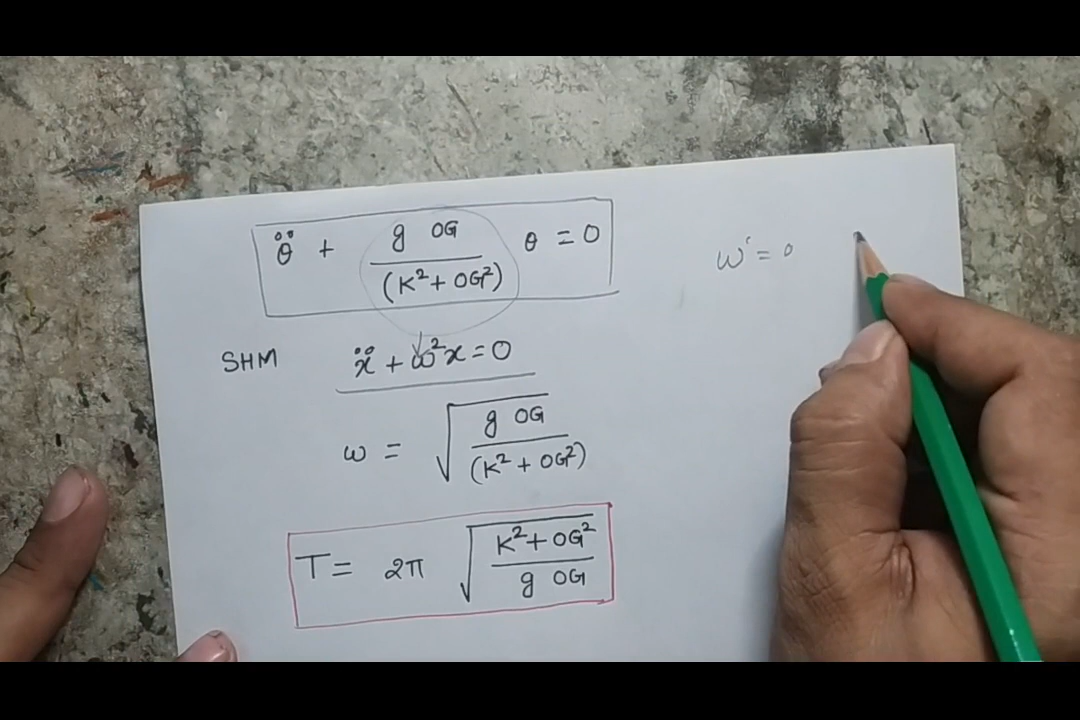 θ̈ + g OG / (K² + OG²) θ = 0
ω' = 0
SHM ẍ + ω²x = 0
ω = √(g OG / (K² + OG²))
T = 2π √(K² + OG² / g OG)